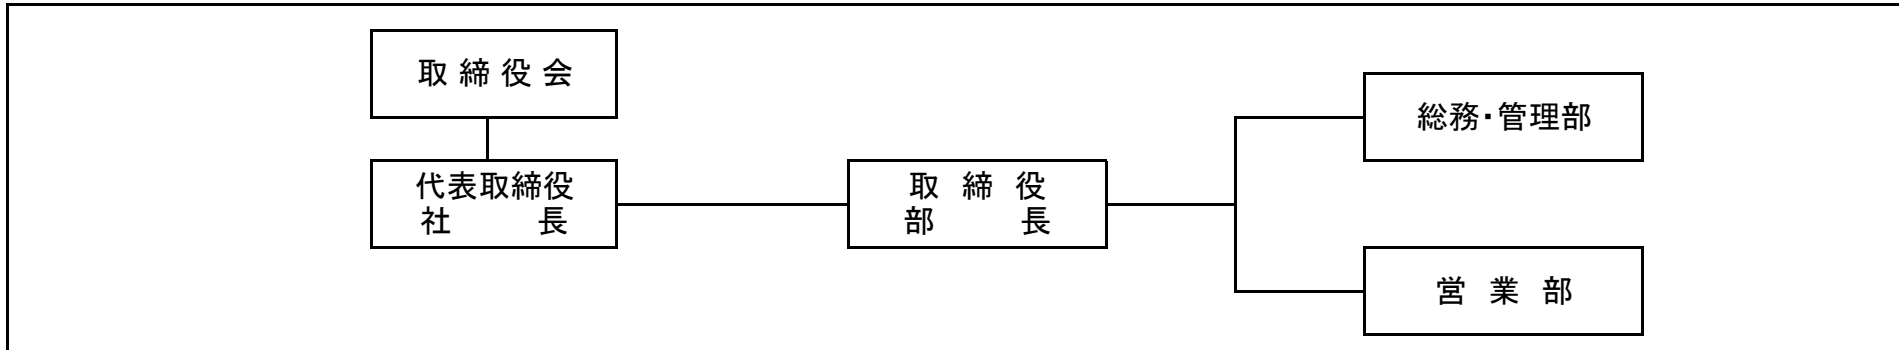 取締役会
代表取締役
社長
取締役
部長
総務・管理部
営業部